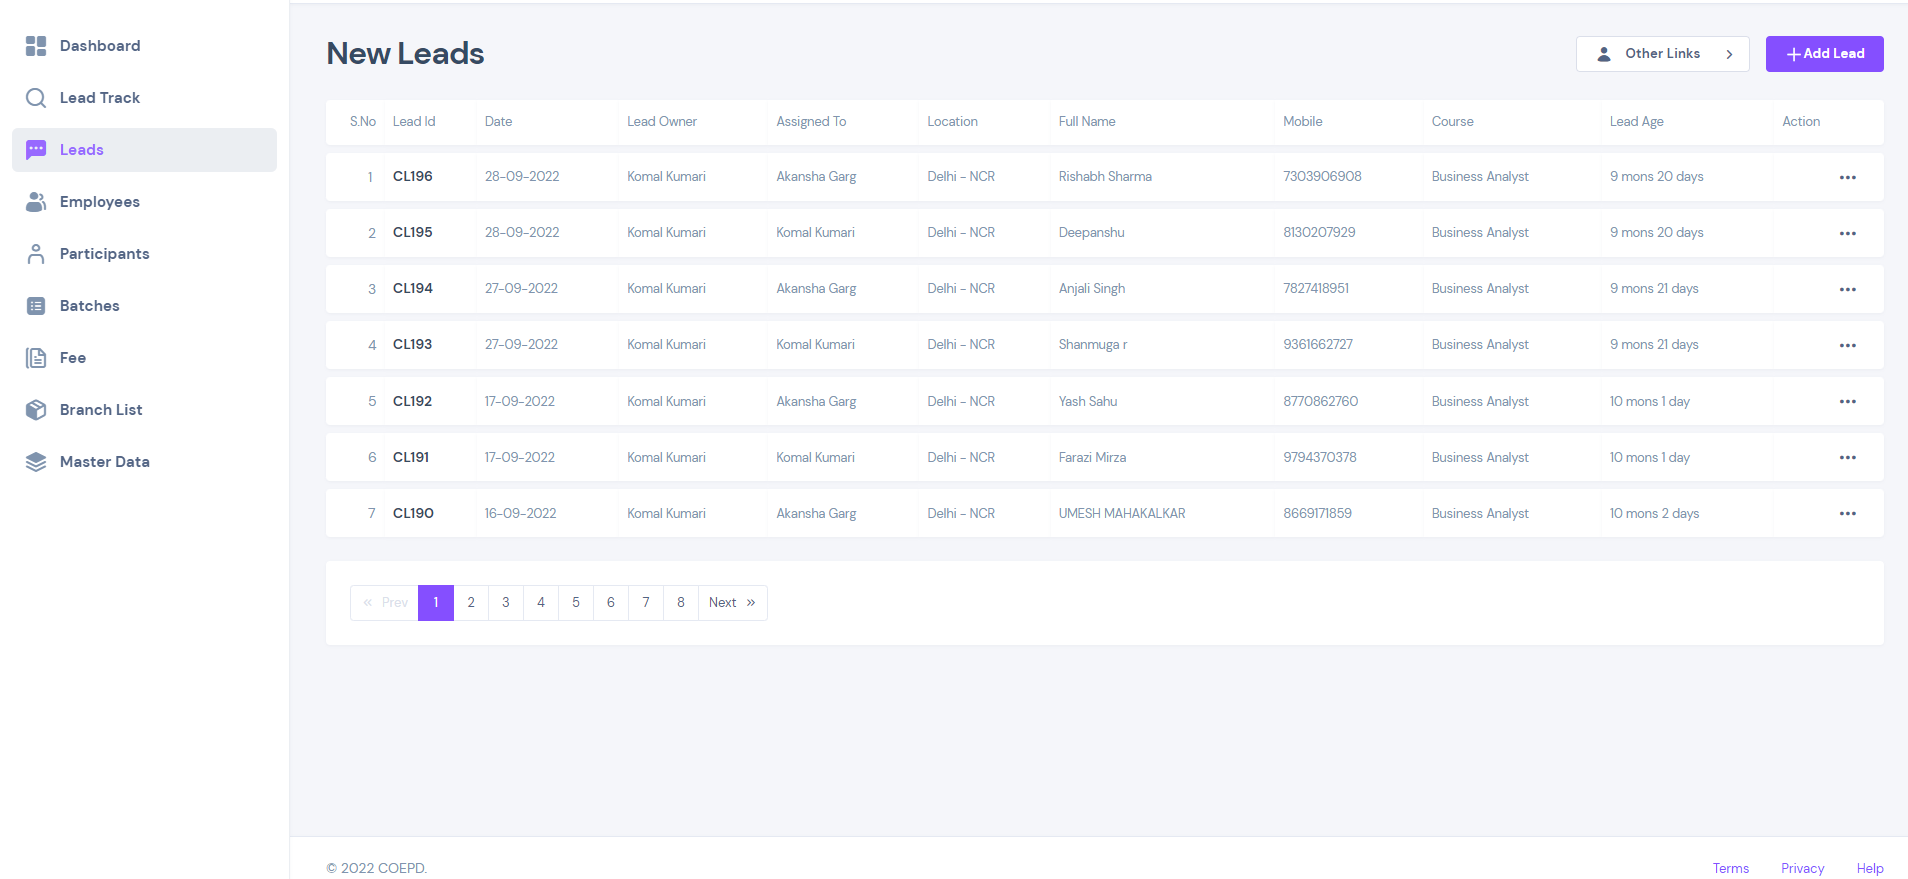 Dashboard
Lead Track
Leads
Employees
Participants
Batches
Fee
Branch List
Master Data
New Leads
Other Links
Add Lead
S.No Lead Id Date Lead Owner Assigned To Location Full Name Mobile Course Lead Age Action
1 CL196 28-09-2022 Komal Kumari Akansha Garg Delhi - NCR Rishabh Sharma 7303906908 Business Analyst 9 mons 20 days
2 CL195 28-09-2022 Komal Kumari Komal Kumari Delhi - NCR Deepanshu 8130207929 Business Analyst 9 mons 20 days
3 CL194 27-09-2022 Komal Kumari Akansha Garg Delhi - NCR Anjali Singh 7827418951 Business Analyst 9 mons 21 days
4 CL193 27-09-2022 Komal Kumari Komal Kumari Delhi - NCR Shanmuga r 9361662727 Business Analyst 9 mons 21 days
5 CL192 17-09-2022 Komal Kumari Akansha Garg Delhi - NCR Yash Sahu 8770862760 Business Analyst 10 mons 1 day
6 CL191 17-09-2022 Komal Kumari Komal Kumari Delhi - NCR Farazi Mirza 9794370378 Business Analyst 10 mons 1 day
7 CL190 16-09-2022 Komal Kumari Akansha Garg Delhi - NCR UMESH MAHAKALKAR 8669171859 Business Analyst 10 mons 2 days
« Prev 1 2 3 4 5 6 7 8 Next »
© 2022 COEPD.
Terms Privacy Help